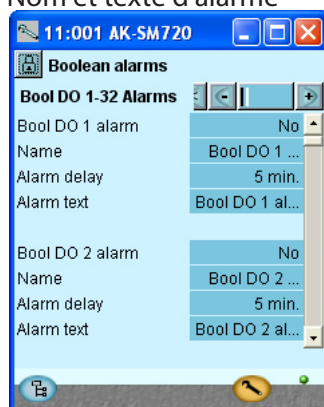 Nom et texte d'alarme
11:001 AK-SM720
Boolean alarms
Bool DO 1-32 Alarms
Bool DO 1 alarm No
Name Bool DO 1 ...
Alarm delay 5 min.
Alarm text Bool DO 1 al...
Bool DO 2 alarm No
Name Bool DO 2 ...
Alarm delay 5 min.
Alarm text Bool DO 2 al...